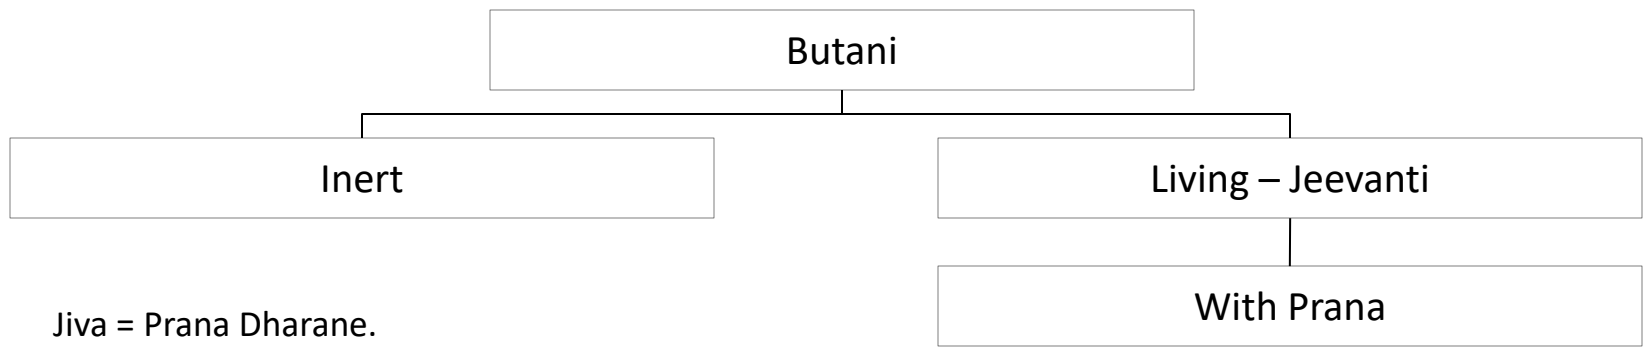 Butani
Inert
Living – Jeevanti
With Prana
Jiva = Prana Dharane.